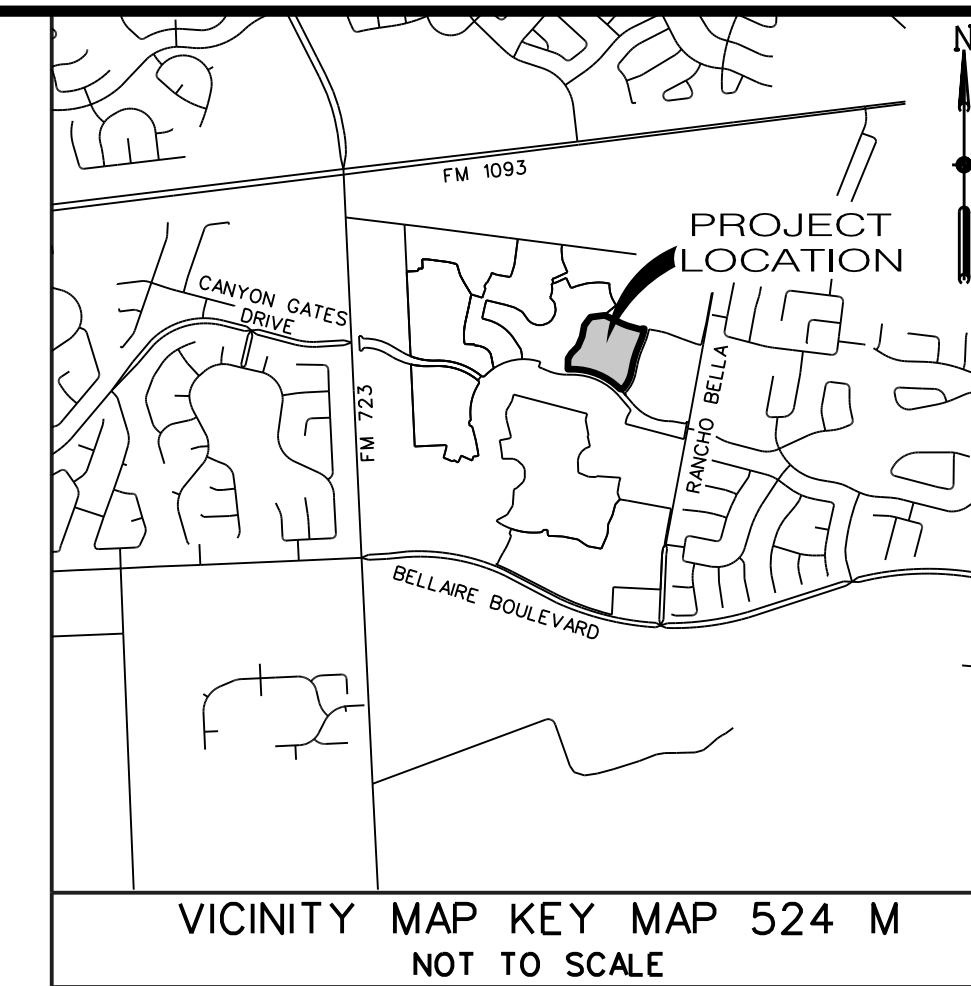 N
FM 1093
PROJECT
LOCATION
CANYON GATES
DRIVE
FM 723
RANCHO BELLA
BELLAIRE BOULEVARD
VICINITY MAP KEY MAP 524 M
NOT TO SCALE